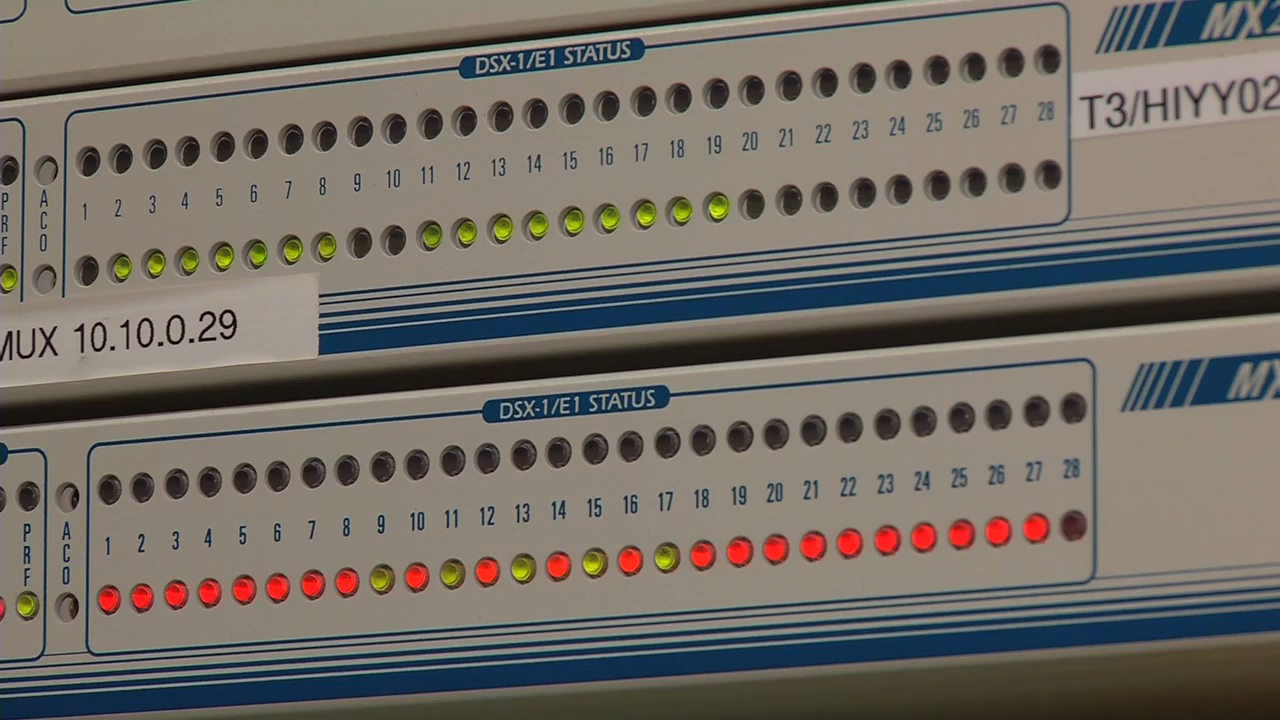 DSX-1/E1 STATUS
MX2
T3/HIYY02
PRF
ACO
1 2 3 4 5 6 7 8 9 10 11 12 13 14 15 16 17 18 19 20 21 22 23 24 25 26 27 28
MUX 10.10.0.29
DSX-1/E1 STATUS
MX
PRF
ACO
1 2 3 4 5 6 7 8 9 10 11 12 13 14 15 16 17 18 19 20 21 22 23 24 25 26 27 28